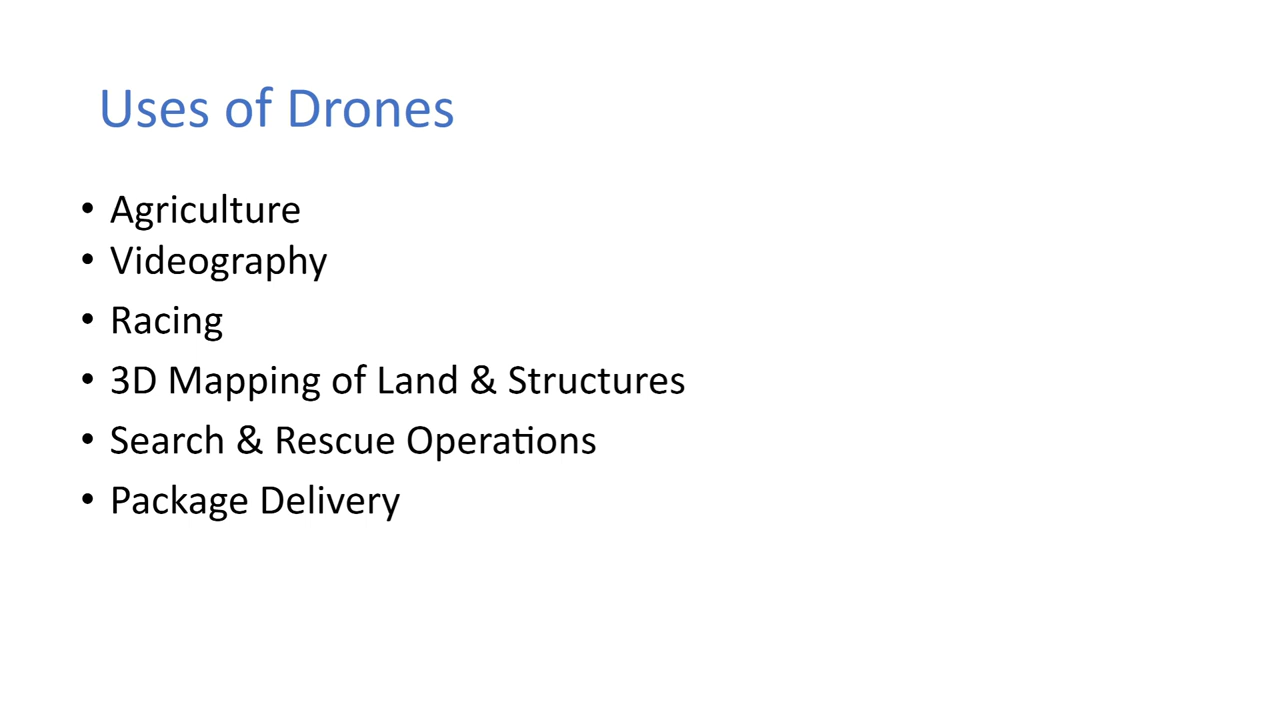 Uses of Drones
• Agriculture
• Videography
• Racing
• 3D Mapping of Land & Structures
• Search & Rescue Operations
• Package Delivery